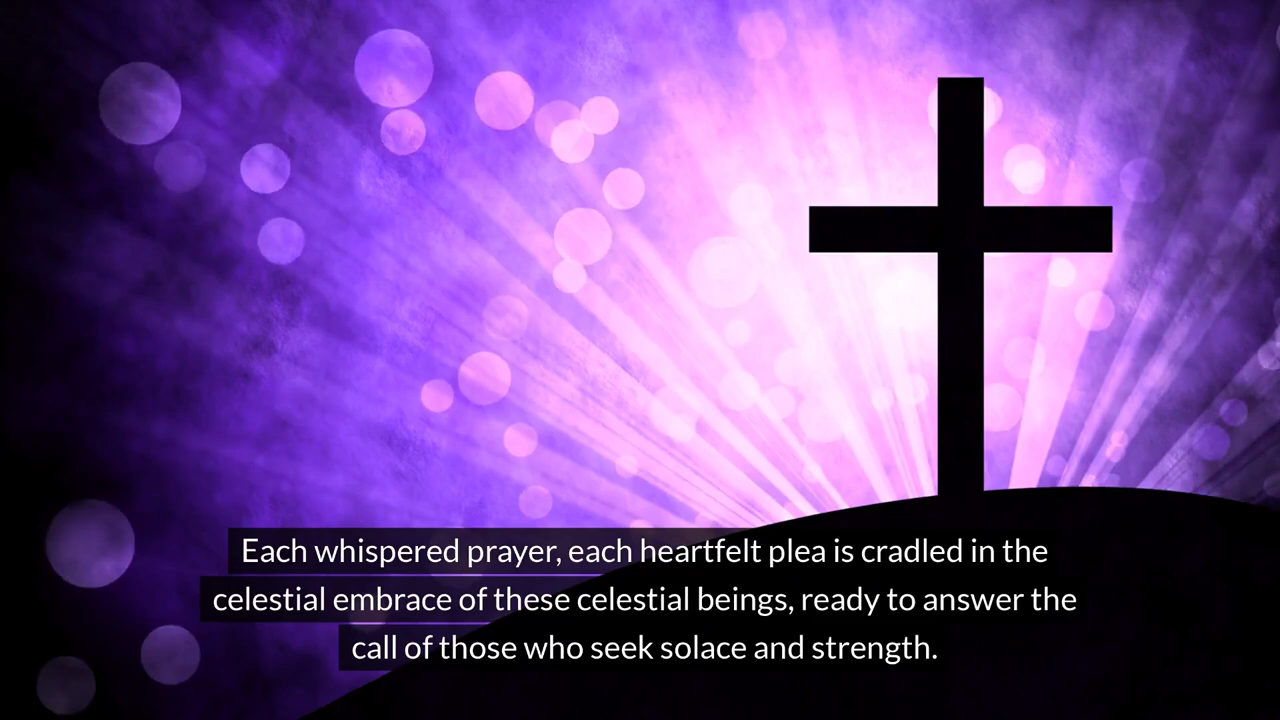 Each whispered prayer, each heartfelt plea is cradled in the
celestial embrace of these celestial beings, ready to answer the
call of those who seek solace and strength.